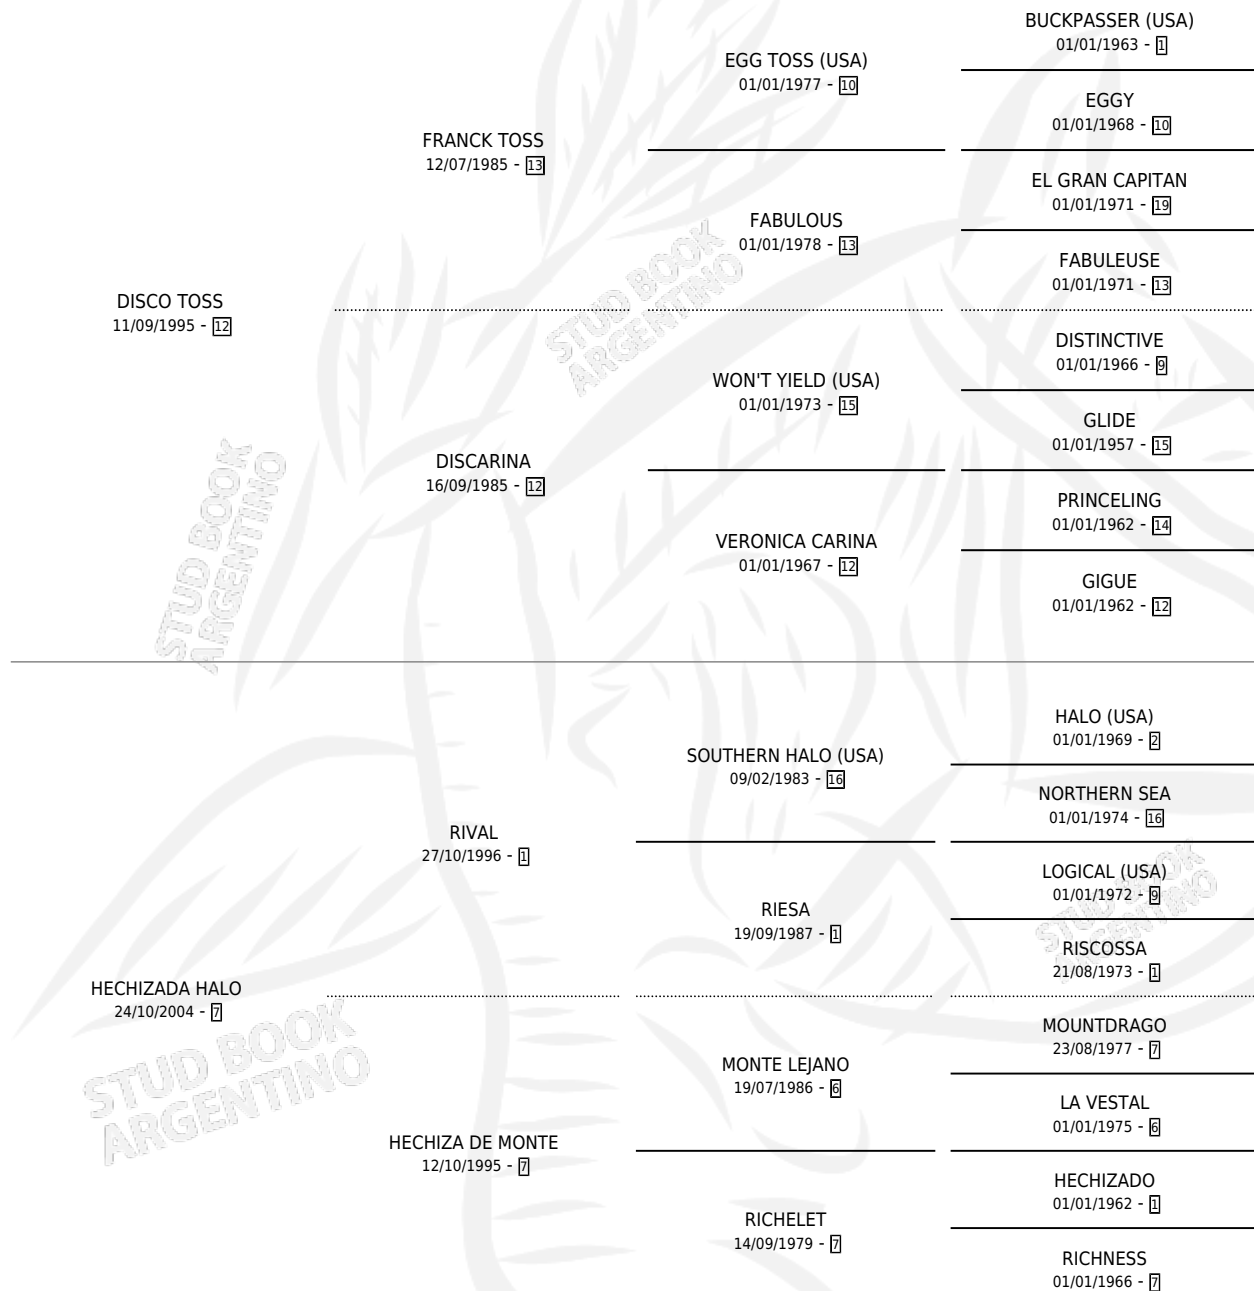 BUCKPASSER (USA)
01/01/1963 - 1
EGG TOSS (USA)
01/01/1977 - 10
EGGY
01/01/1968 - 10
FRANCK TOSS
12/07/1985 - 13
EL GRAN CAPITAN
01/01/1971 - 19
FABULOUS
01/01/1978 - 13
FABULEUSE
01/01/1971 - 13
DISCO TOSS
11/09/1995 - 12
DISTINCTIVE
01/01/1966 - 9
WON'T YIELD (USA)
01/01/1973 - 15
GLIDE
01/01/1957 - 15
DISCARINA
16/09/1985 - 12
PRINCELING
01/01/1962 - 14
VERONICA CARINA
01/01/1967 - 12
GIGUE
01/01/1962 - 12
HALO (USA)
01/01/1969 - 2
SOUTHERN HALO (USA)
09/02/1983 - 16
NORTHERN SEA
01/01/1974 - 16
RIVAL
27/10/1996 - 1
LOGICAL (USA)
01/01/1972 - 9
RIESA
19/09/1987 - 1
RISCOSSA
21/08/1973 - 1
HECHIZADA HALO
24/10/2004 - 7
MOUNTDRAGO
23/08/1977 - 7
MONTE LEJANO
19/07/1986 - 6
LA VESTAL
01/01/1975 - 6
HECHIZA DE MONTE
12/10/1995 - 7
HECHIZADO
01/01/1962 - 1
RICHELET
14/09/1979 - 7
RICHNESS
01/01/1966 - 7
STUD BOOK
ARGENTINO
STUD BOOK
ARGENTINO
STUD BOOK
ARGENTINO
STUD BOOK
ARGENTINO